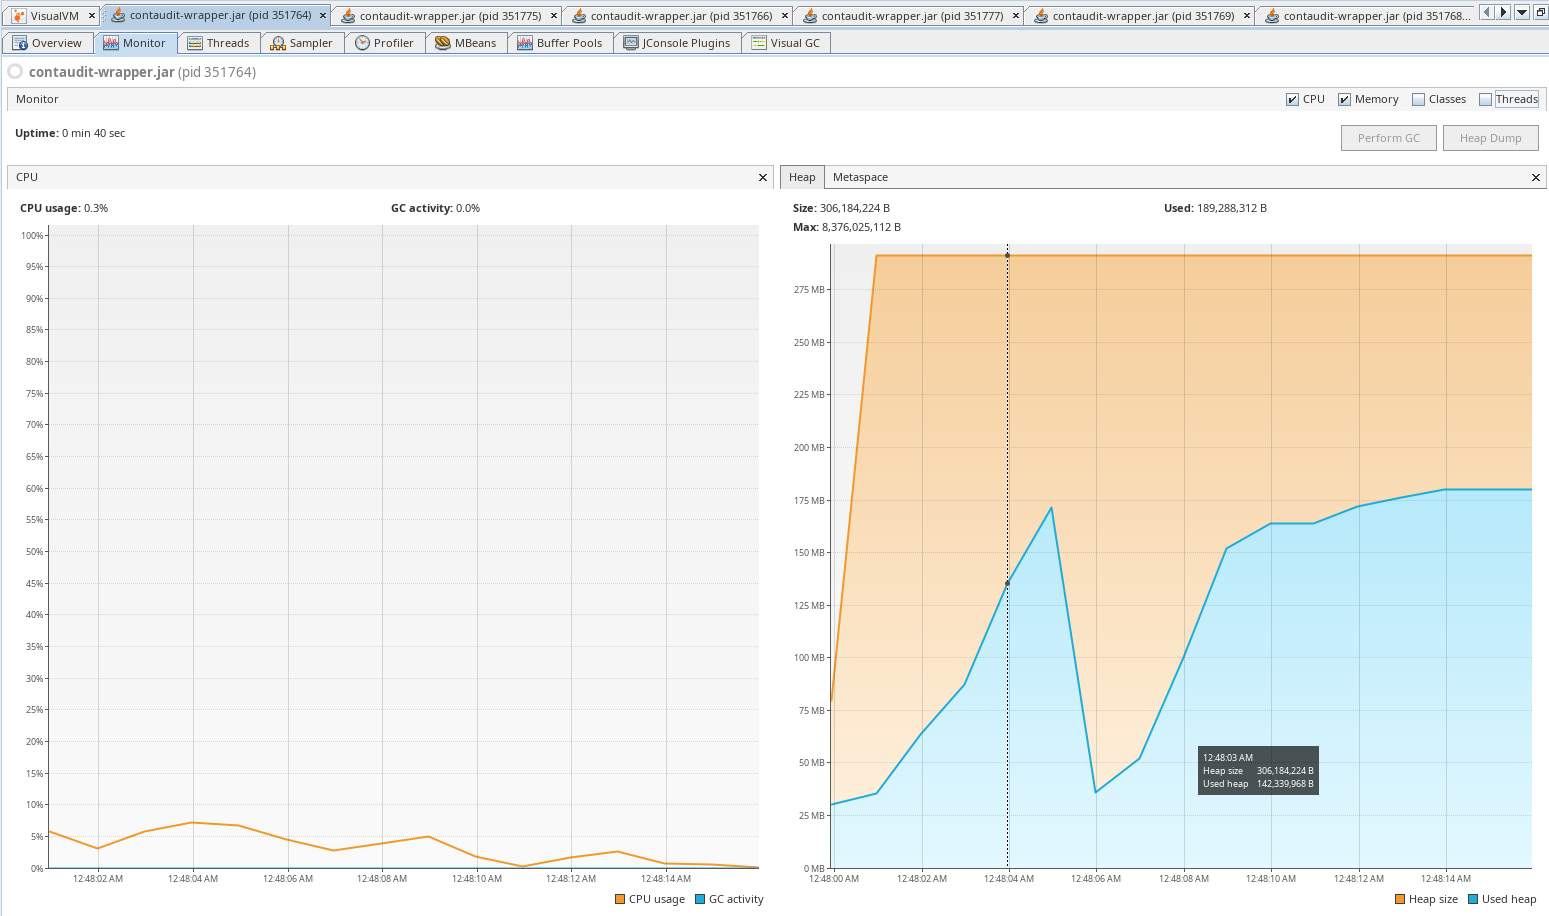 VisualVM contaudit-wrapper.jar (pid 351764) contaudit-wrapper.jar (pid 351775) contaudit-wrapper.jar (pid 351766) contaudit-wrapper.jar (pid 351777) contaudit-wrapper.jar (pid 351769) contaudit-wrapper.jar (pid 351768...
Overview Monitor Threads Sampler Profiler MBeans Buffer Pools JConsole Plugins Visual GC
contaudit-wrapper.jar (pid 351764)
Monitor CPU Memory Classes Threads
Uptime: 0 min 40 sec
Perform GC Heap Dump
CPU
CPU usage: 0.3% GC activity: 0.0%
100%
95%
90%
85%
80%
75%
70%
65%
60%
55%
50%
45%
40%
35%
30%
25%
20%
15%
10%
5%
0%
12:48:02 AM 12:48:04 AM 12:48:06 AM 12:48:08 AM 12:48:10 AM 12:48:12 AM 12:48:14 AM
CPU usage GC activity
Heap Metaspace
Size: 306,184,224 B Used: 189,288,312 B
Max: 8,376,025,112 B
275 MB
250 MB
225 MB
200 MB
175 MB
150 MB
125 MB
100 MB
75 MB
50 MB
25 MB
0 MB
12:48:03 AM
Heap size 306,184,224 B
Used heap 142,339,968 B
12:48:00 AM 12:48:02 AM 12:48:04 AM 12:48:06 AM 12:48:08 AM 12:48:10 AM 12:48:12 AM 12:48:14 AM
Heap size Used heap